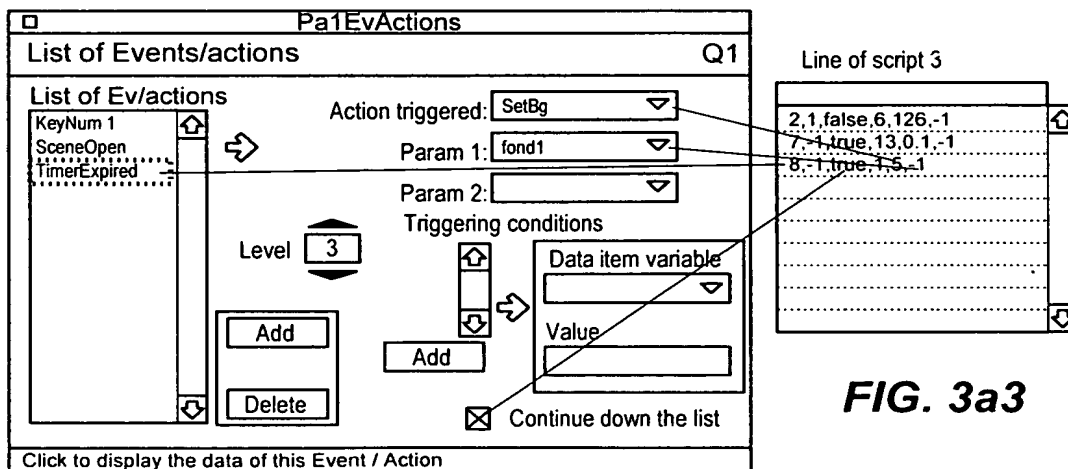 Pa1EvActions
List of Events/actions Q1
List of Ev/actions
KeyNum 1
SceneOpen
TimerExpired
Action triggered: SetBg
Param 1: fond1
Param 2:
Level 3
Triggering conditions
Data item variable
Value
Add
Delete
Add
Continue down the list
Click to display the data of this Event / Action
Line of script 3
2,1,false,6,126,-1
7,-1,true,13,0.1,-1
8,-1,true,1,5,-1
FIG. 3a3